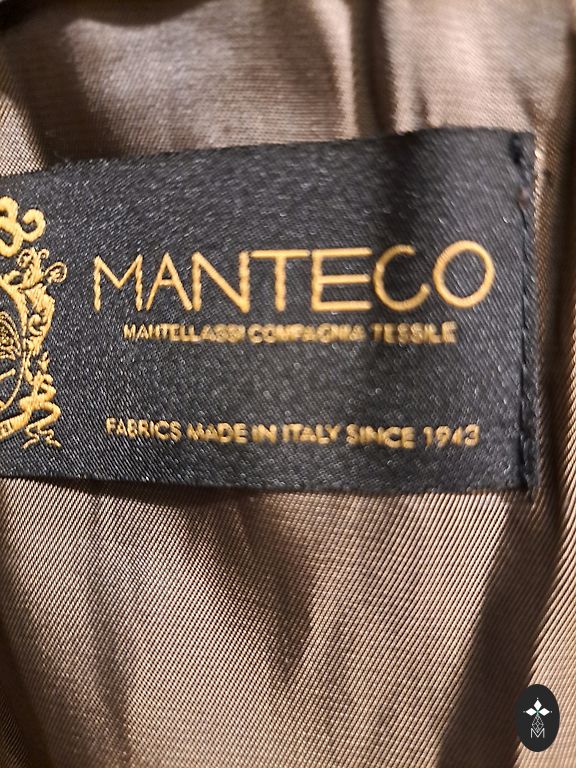 MANTECO
MANTELLASSI COMPAGNIA TESSILE
FABRICS MADE IN ITALY SINCE 1943
M